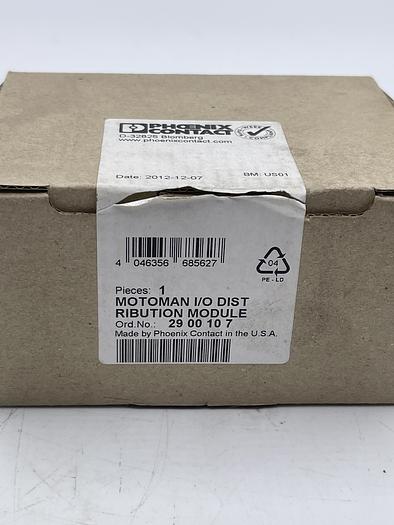 PHŒNIX
CONTACT
D-32825 Blomberg
www.phoenixcontact.com
Date: 2012-12-07 BM: US01
4 046356 685627
04
PE-LD
Pieces: 1
MOTOMAN I/O DIST
RIBUTION MODULE
Ord.No.: 29 00 10 7
Made by Phoenix Contact in the U.S.A.